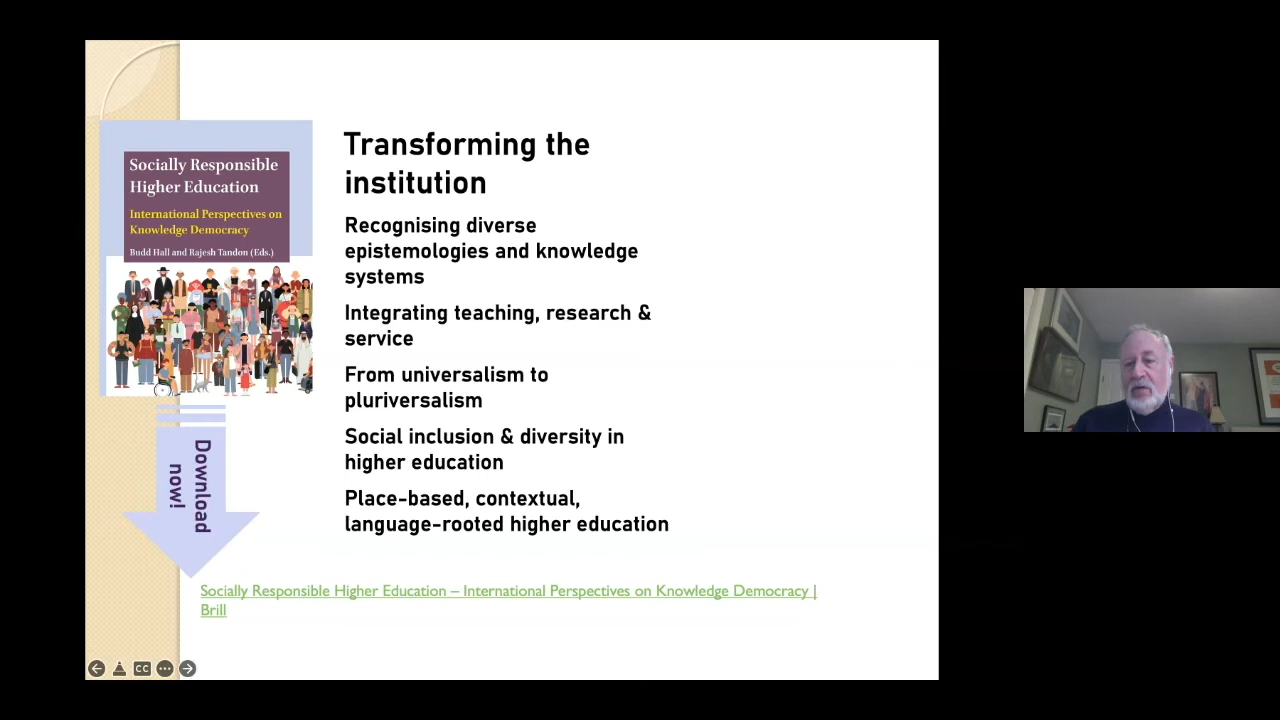 Socially Responsible
Higher Education
International Perspectives on
Knowledge Democracy
Budd Hall and Rajesh Tandon (Eds.)
Download
now!
Transforming the
institution
Recognising diverse
epistemologies and knowledge
systems
Integrating teaching, research &
service
From universalism to
pluriversalism
Social inclusion & diversity in
higher education
Place-based, contextual,
language-rooted higher education
Socially Responsible Higher Education – International Perspectives on Knowledge Democracy |
Brill
CC